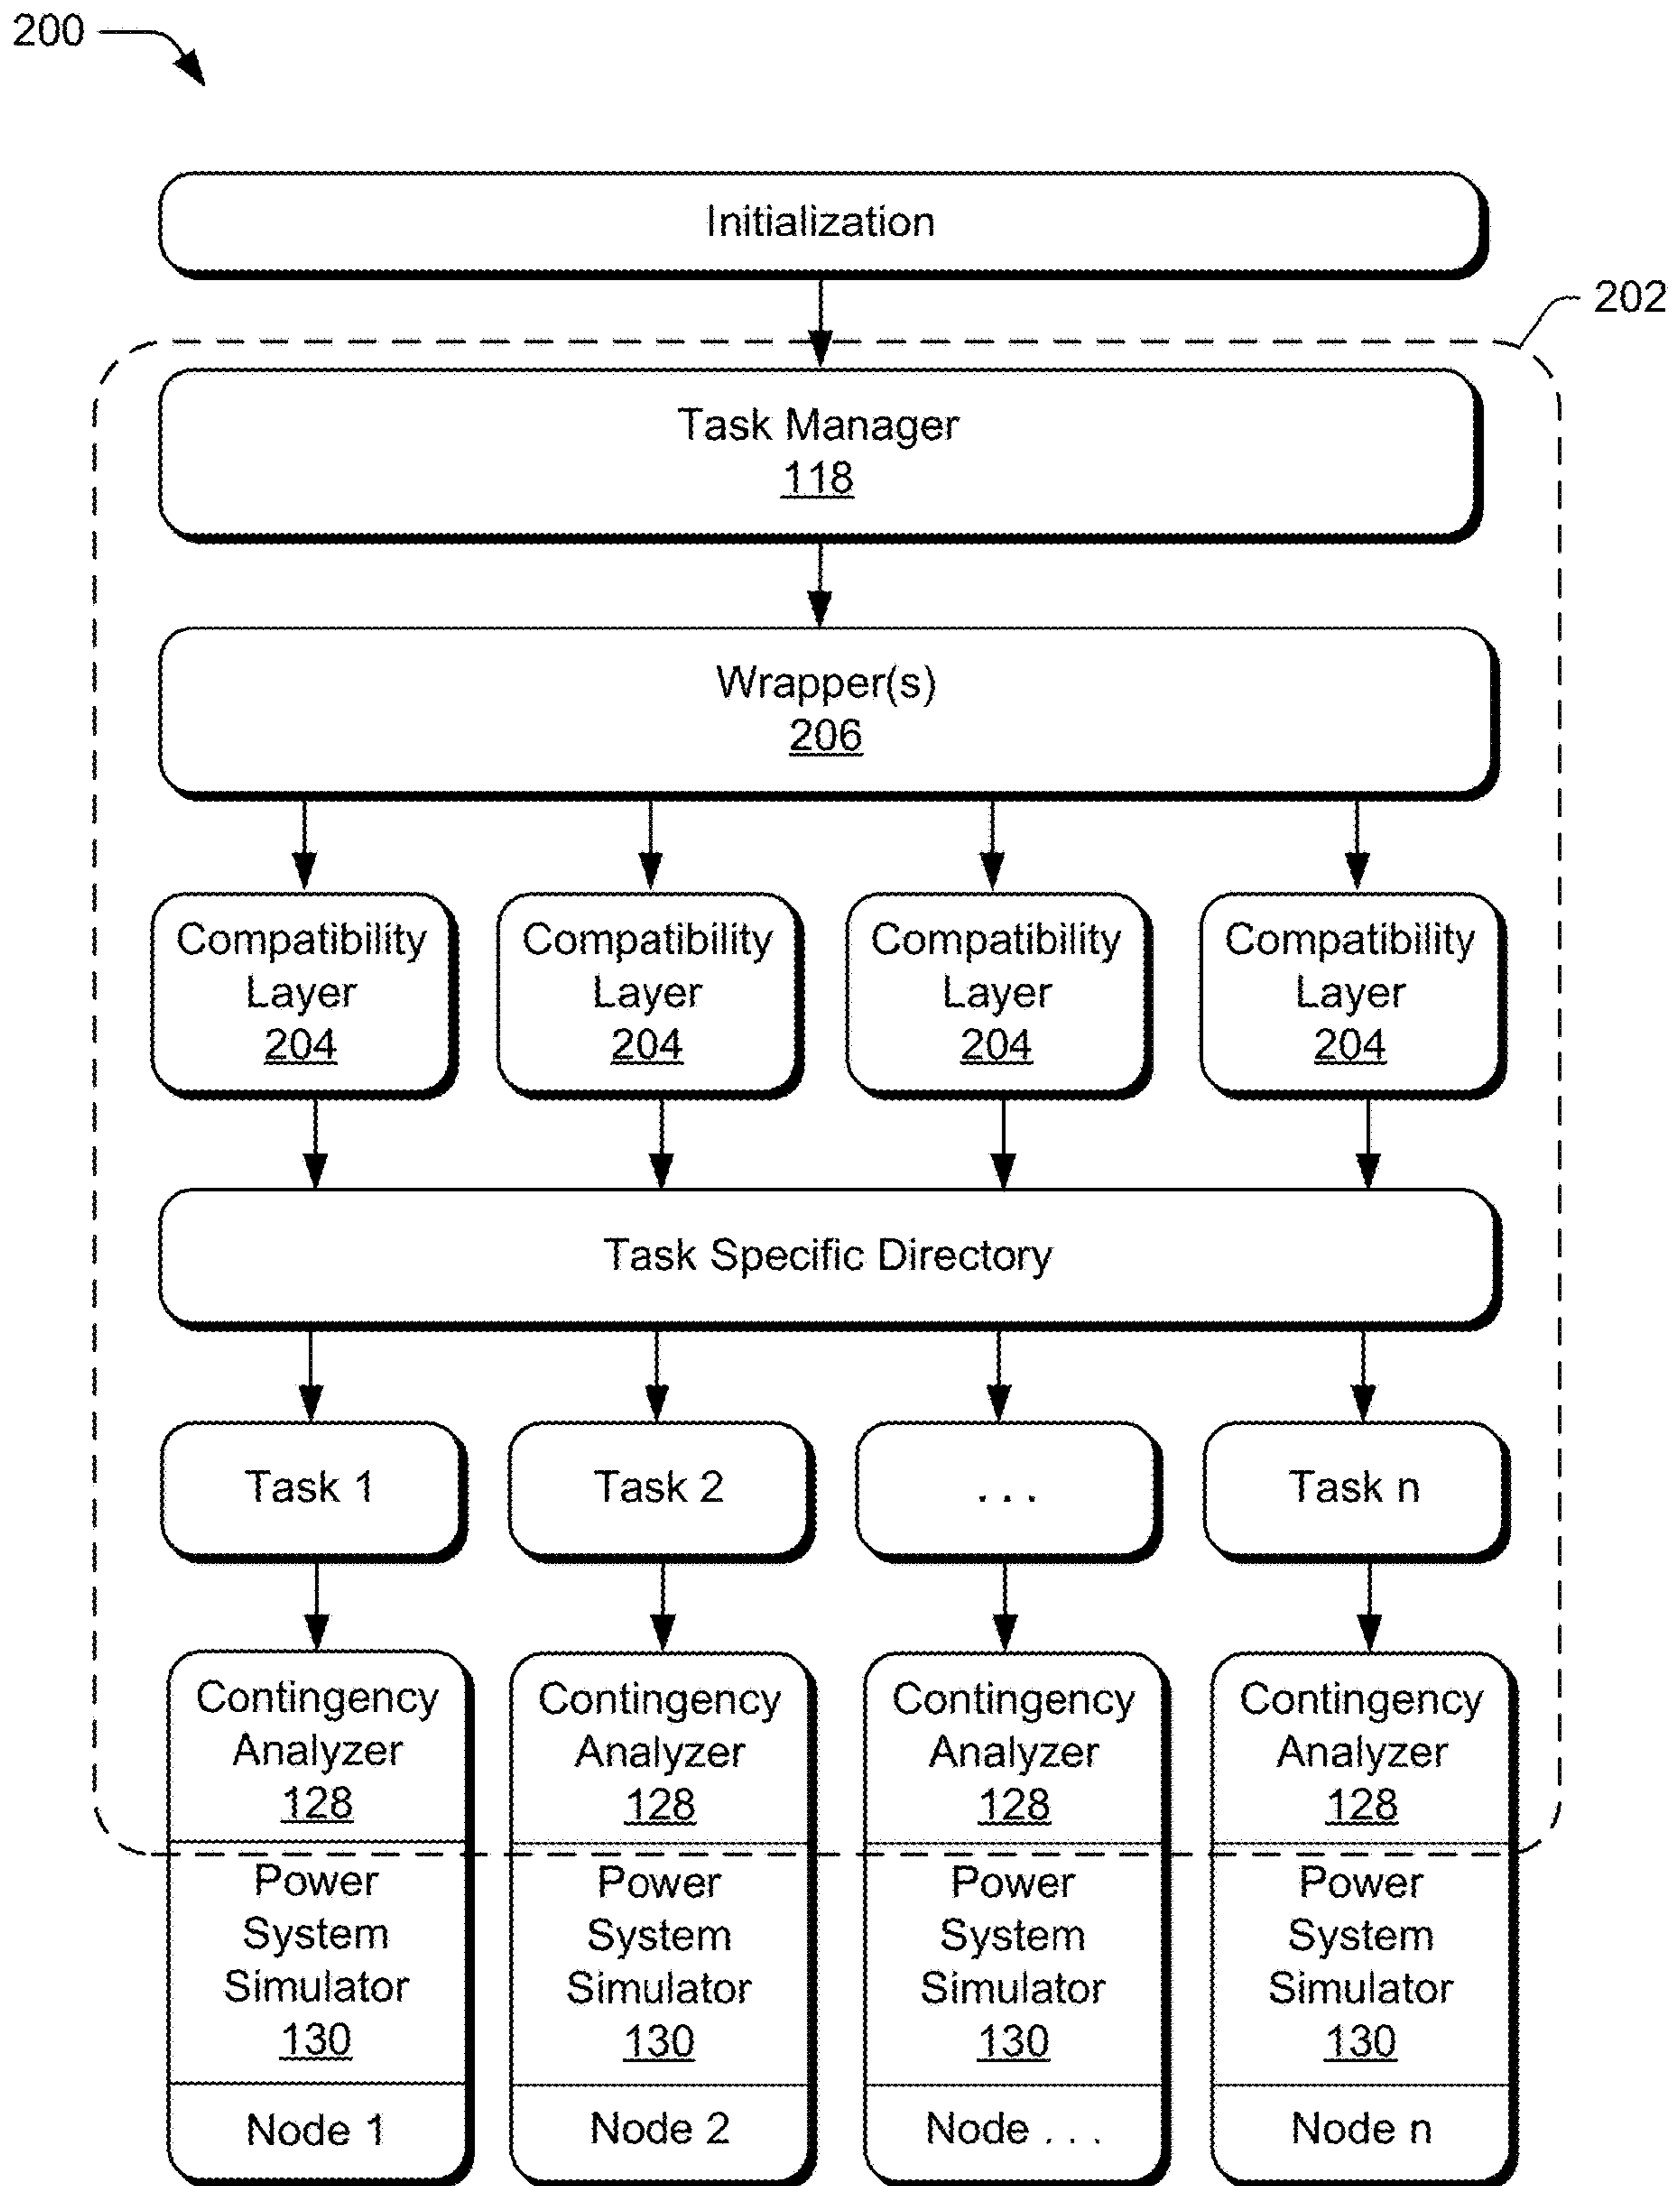 200
Initialization
202
Task Manager
118
Wrapper(s)
206
Compatibility
Layer
204
Compatibility
Layer
204
Compatibility
Layer
204
Compatibility
Layer
204
Task Specific Directory
Task 1
Task 2
. . .
Task n
Contingency
Analyzer
128
Power
System
Simulator
130
Node 1
Contingency
Analyzer
128
Power
System
Simulator
130
Node 2
Contingency
Analyzer
128
Power
System
Simulator
130
Node . . .
Contingency
Analyzer
128
Power
System
Simulator
130
Node n